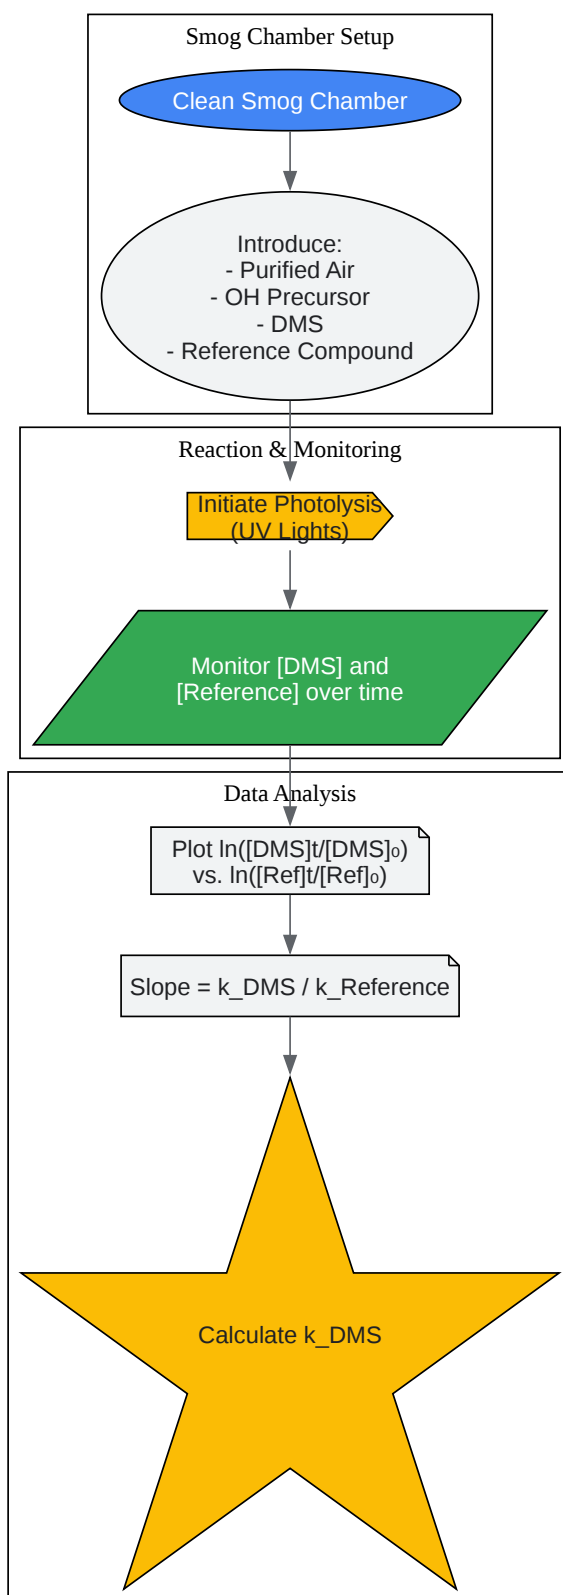 Smog Chamber Setup
Clean Smog Chamber
Introduce:
- Purified Air
- OH Precursor
- DMS
- Reference Compound
Reaction & Monitoring
Initiate Photolysis
(UV Lights)
Monitor [DMS] and
[Reference] over time
Data Analysis
Plot ln([DMS]t/[DMS]₀)
vs. ln([Ref]t/[Ref]₀)
Slope = k_DMS / k_Reference
Calculate k_DMS